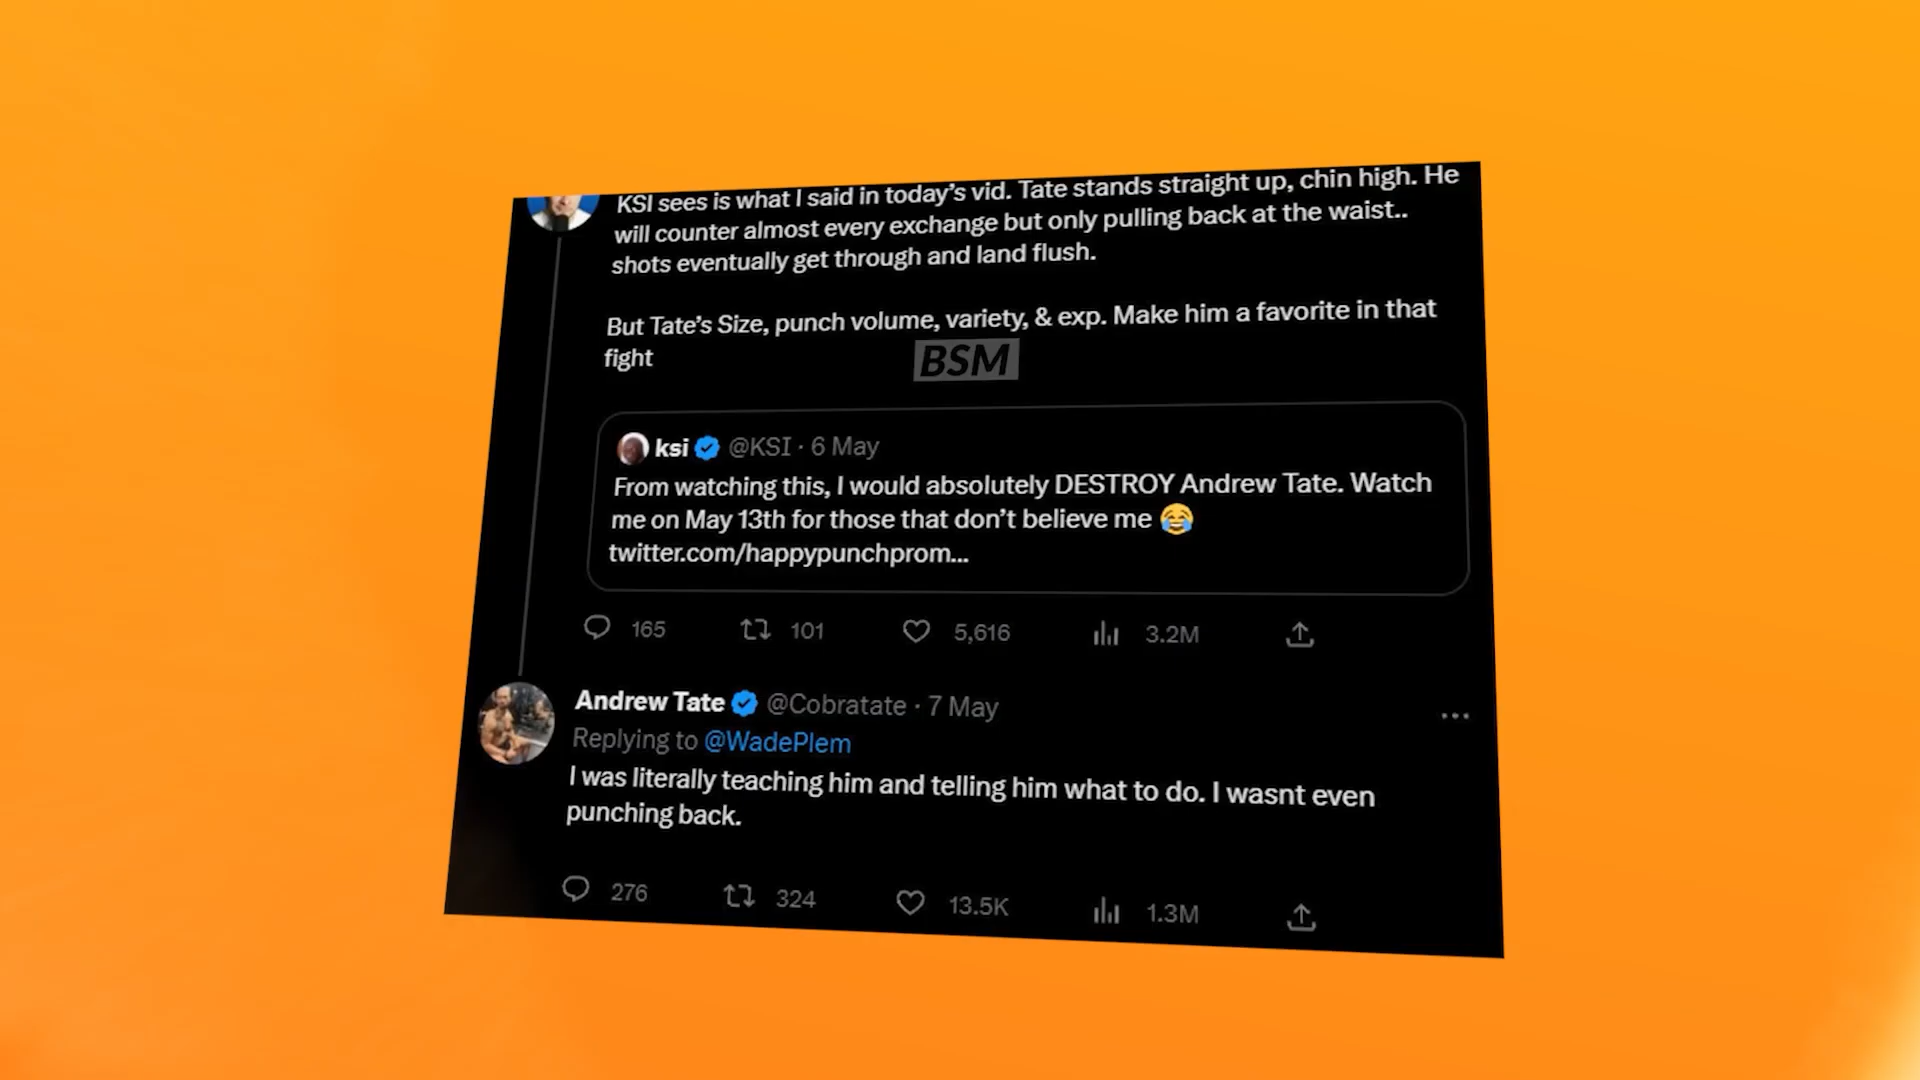 KSI sees is what I said in today's vid. Tate stands straight up, chin high. He
will counter almost every exchange but only pulling back at the waist..
shots eventually get through and land flush.
But Tate's Size, punch volume, variety, & exp. Make him a favorite in that
fight
BSM
ksi @KSI · 6 May
From watching this, I would absolutely DESTROY Andrew Tate. Watch
me on May 13th for those that don't believe me 😂
twitter.com/happypunchprom...
165 101 5,616 3.2M
Andrew Tate @Cobratate · 7 May
Replying to @WadePlem
I was literally teaching him and telling him what to do. I wasnt even
punching back.
276 324 13.5K 1.3M